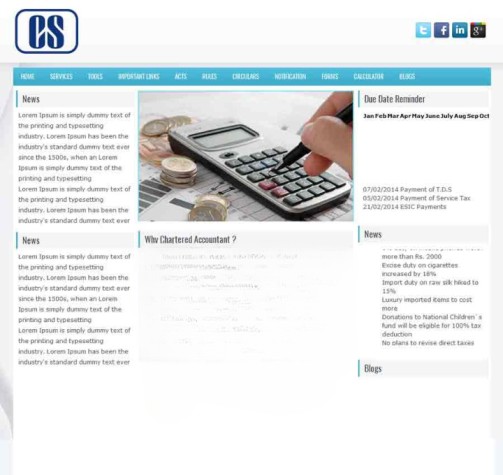 CS
HOME SERVICES TOOLS IMPORTANT LINKS ACTS RULES CIRCULARS NOTIFICATION FORMS CALCULATOR BLOGS
News
Lorem Ipsum is simply dummy text of
the printing and typesetting
industry. Lorem Ipsum has been the
industry's standard dummy text ever
since the 1500s, when an Lorem
Ipsum is simply dummy text of the
printing and typesetting
Lorem Ipsum is simply dummy text of
the printing and typesetting
industry. Lorem Ipsum has been the
industry's standard dummy text ever
News
Lorem Ipsum is simply dummy text of
the printing and typesetting
industry. Lorem Ipsum has been the
industry's standard dummy text ever
since the 1500s, when an Lorem
Ipsum is simply dummy text of the
printing and typesetting
Lorem Ipsum is simply dummy text of
the printing and typesetting
industry. Lorem Ipsum has been the
industry's standard dummy text ever
Why Chartered Accountant ?
Due Date Reminder
Jan Feb Mar Apr May June July Aug Sep Oct
07/02/2014 Payment of T.D.S
05/02/2014 Payment of Service Tax
21/02/2014 ESIC Payments
News
more than Rs. 2000
Excise duty on cigarettes
increased by 18%
Import duty on raw silk hiked to
15%
Luxury imported items to cost
more
Donations to National Children`s
fund will be eligible for 100% tax
deduction
No plans to revise direct taxes
Blogs